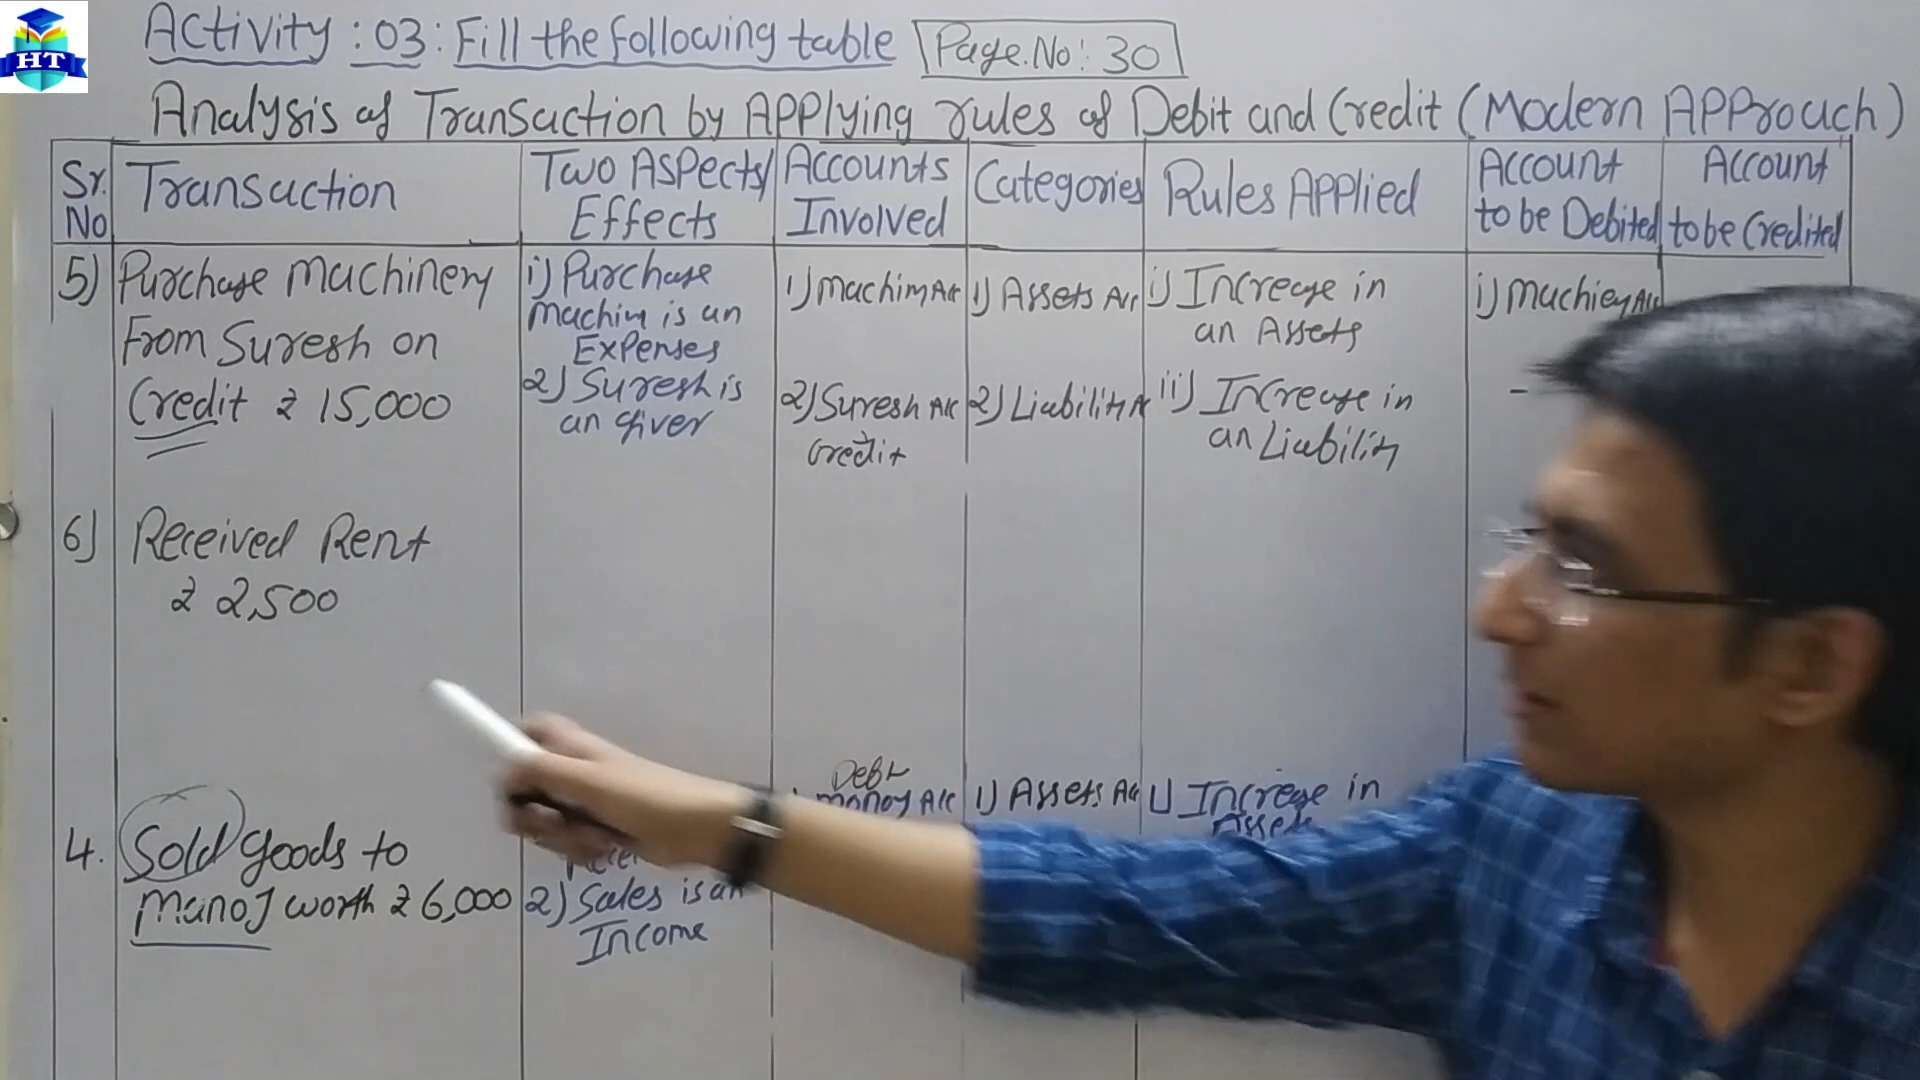 HT
Activity : 03 : Fill the following table Page.No: 30
Analysis of Transaction by Applying rules of Debit and Credit (Modern Approach)
Sr. No
Transaction
Two Aspects/ Effects
Accounts Involved
Categories
Rules Applied
Account to be Debited
Account to be Credited
5) Purchase Machinery
From Suresh on
Credit ₹ 15,000
i) Purchase
Machin is an
Expenses
2) Suresh is
an Giver
1) Machin A/c
2) Suresh A/c
Credit
1) Assets A/c
2) Liability A
i) Increase in
an Assets
ii) Increase in
an Liability
i) Machiey A/c
-
6) Received Rent
₹ 2,500
4. Sold Goods to
Manoj worth ₹ 6,000
2) Sales is an
Income
Debt
Money A/c
1) Assets A/c
1) Increase in
Assets